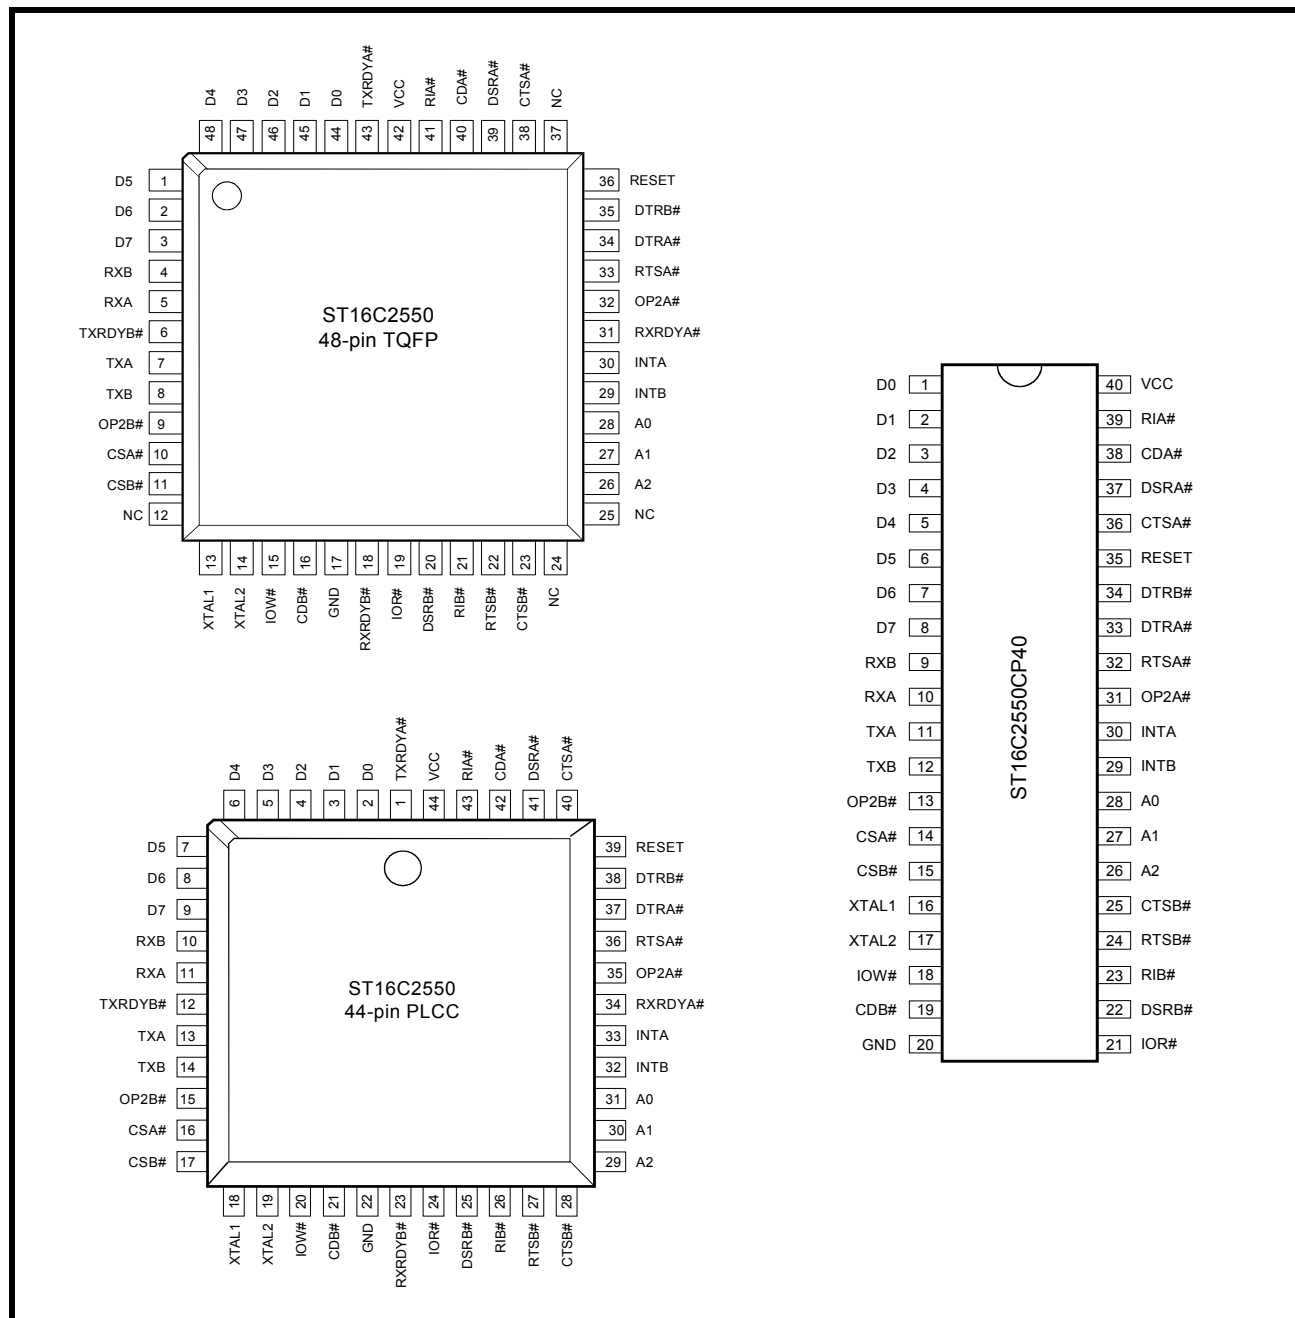 D4 D3 D2 D1 D0 TXRDYA# VCC RIA# CDA# DSRA# CTSA# NC
48 47 46 45 44 43 42 41 40 39 38 37
D5 1 36 RESET
D6 2 35 DTRB#
D7 3 34 DTRA#
RXB 4 33 RTSA#
RXA 5 32 OP2A#
TXRDYB# 6 31 RXRDYA#
TXA 7 30 INTA
TXB 8 29 INTB
OP2B# 9 28 A0
CSA# 10 27 A1
CSB# 11 26 A2
NC 12 25 NC
ST16C2550
48-pin TQFP
13 14 15 16 17 18 19 20 21 22 23 24
XTAL1 XTAL2 IOW# CDB# GND RXRDYB# IOR# DSRB# RIB# RTSB# CTSB# NC
D4 D3 D2 D1 D0 TXRDYA# VCC RIA# CDA# DSRA# CTSA#
6 5 4 3 2 1 44 43 42 41 40
D5 7 39 RESET
D6 8 38 DTRB#
D7 9 37 DTRA#
RXB 10 36 RTSA#
RXA 11 35 OP2A#
TXRDYB# 12 34 RXRDYA#
TXA 13 33 INTA
TXB 14 32 INTB
OP2B# 15 31 A0
CSA# 16 30 A1
CSB# 17 29 A2
ST16C2550
44-pin PLCC
18 19 20 21 22 23 24 25 26 27 28
XTAL1 XTAL2 IOW# CDB# GND RXRDYB# IOR# DSRB# RIB# RTSB# CTSB#
D0 1 40 VCC
D1 2 39 RIA#
D2 3 38 CDA#
D3 4 37 DSRA#
D4 5 36 CTSA#
D5 6 35 RESET
D6 7 34 DTRB#
D7 8 33 DTRA#
RXB 9 32 RTSA#
RXA 10 31 OP2A#
TXA 11 30 INTA
TXB 12 29 INTB
OP2B# 13 28 A0
CSA# 14 27 A1
CSB# 15 26 A2
XTAL1 16 25 CTSB#
XTAL2 17 24 RTSB#
IOW# 18 23 RIB#
CDB# 19 22 DSRB#
GND 20 21 IOR#
ST16C2550CP40